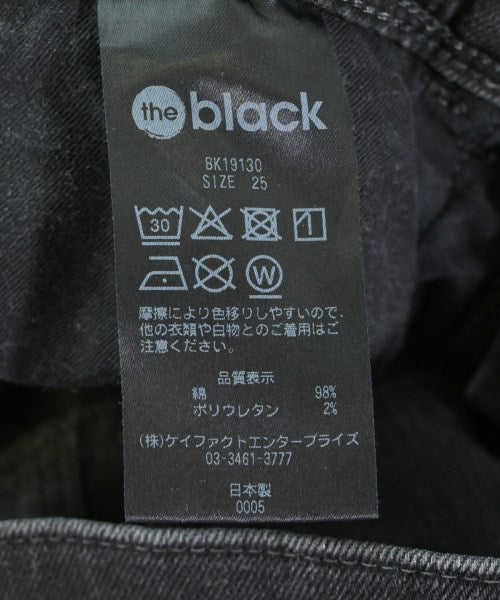 the black
BK19130
SIZE 25
30
W
摩擦により色移りしやすいので、
他の衣類や白物とのご着用はご
注意ください。
品質表示
綿 98%
ポリウレタン 2%
(株)ケイファクトエンタープライズ
03-3461-3777
日本製
0005